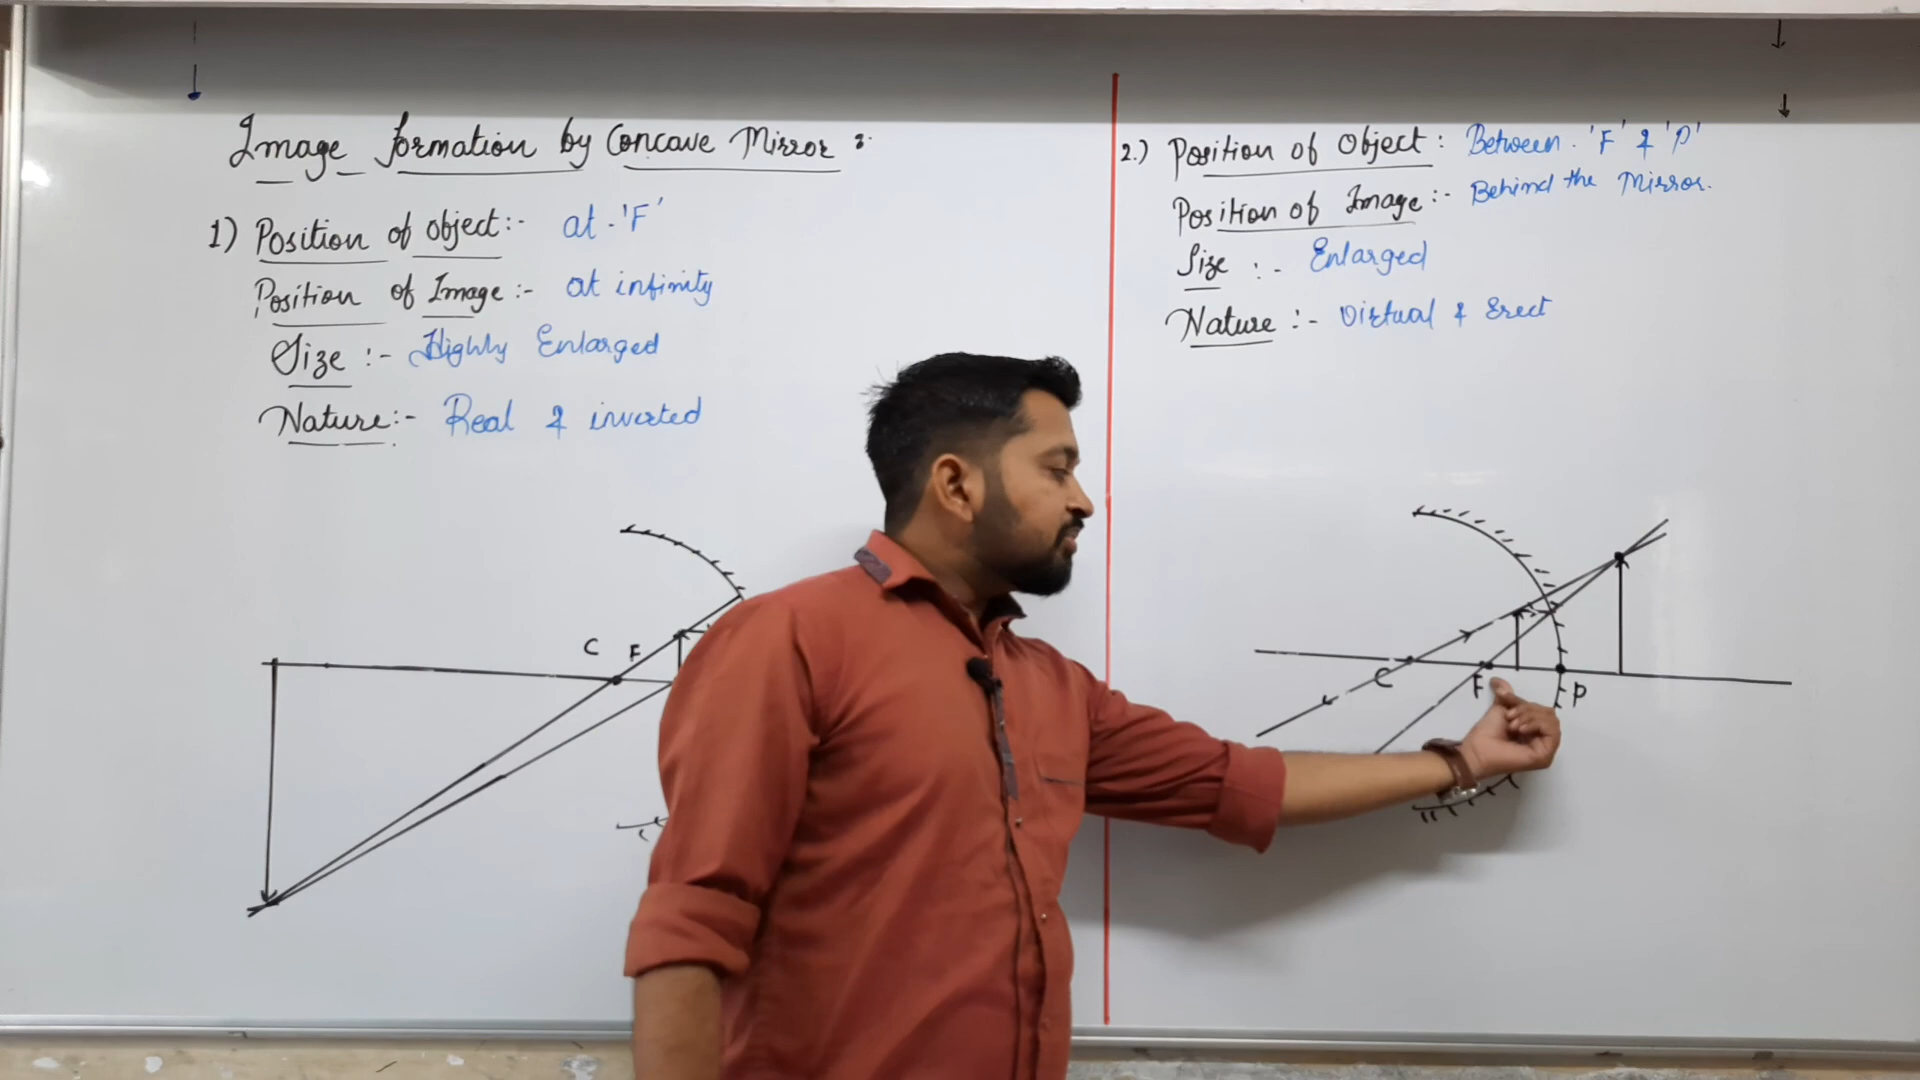 Image formation by Concave Mirror :-
1) Position of object:- at 'F'
Position of Image :- at infinity
Size :- Highly Enlarged
Nature:- Real & inverted
C F
2.) Position of Object : Between 'F' & 'P'
Position of Image :- Behind the Mirror.
Size :- Enlarged
Nature :- Virtual & Erect
C F P